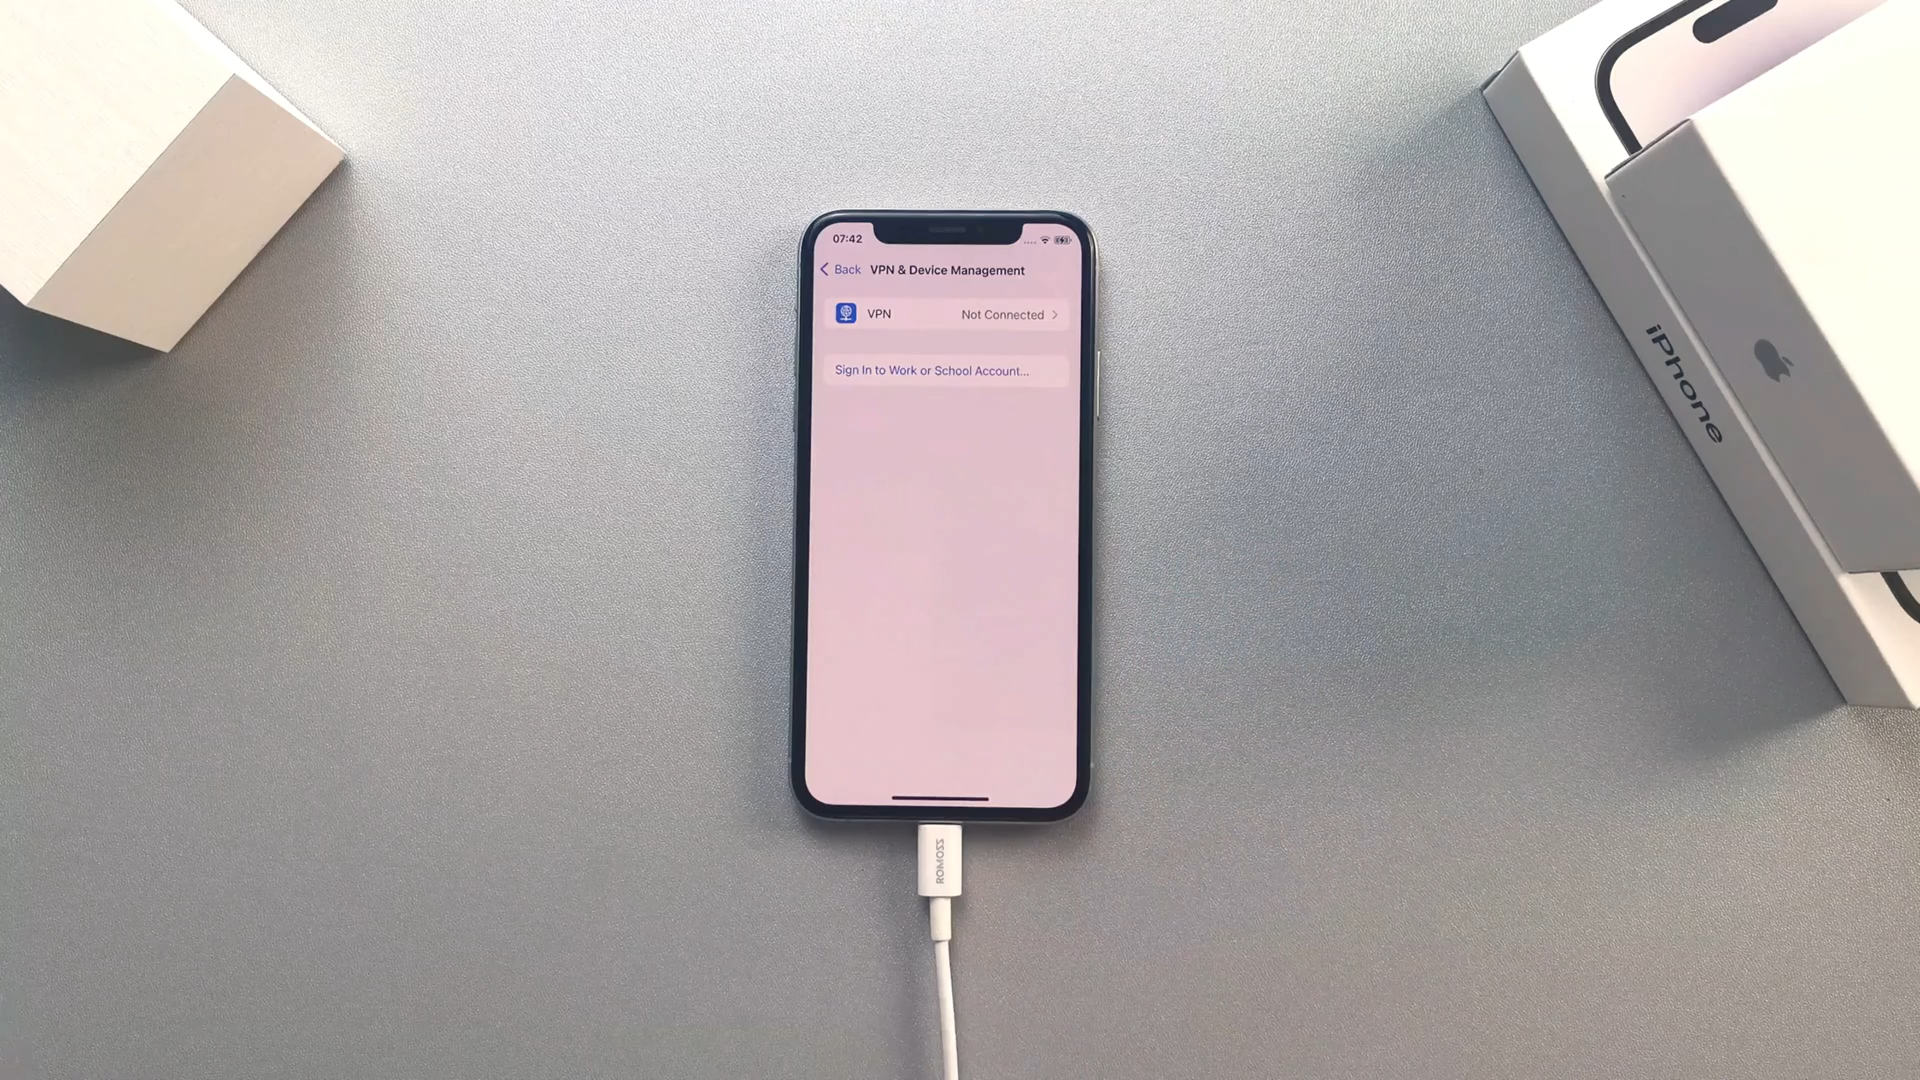 07:42
Back VPN & Device Management
VPN Not Connected
Sign In to Work or School Account...
iPhone
ROMOSS